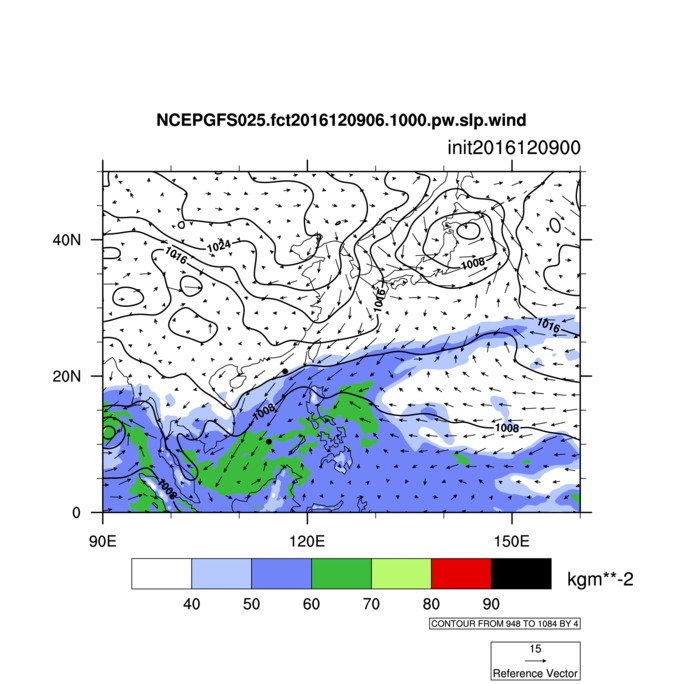 NCEPGFS025.fct2016120906.1000.pw.slp.wind
init2016120900
40N
20N
0
1024
1016
1008
1016
1016
1008
1008
1008
90E 120E 150E
40 50 60 70 80 90
kgm**-2
CONTOUR FROM 948 TO 1084 BY 4
15
Reference Vector